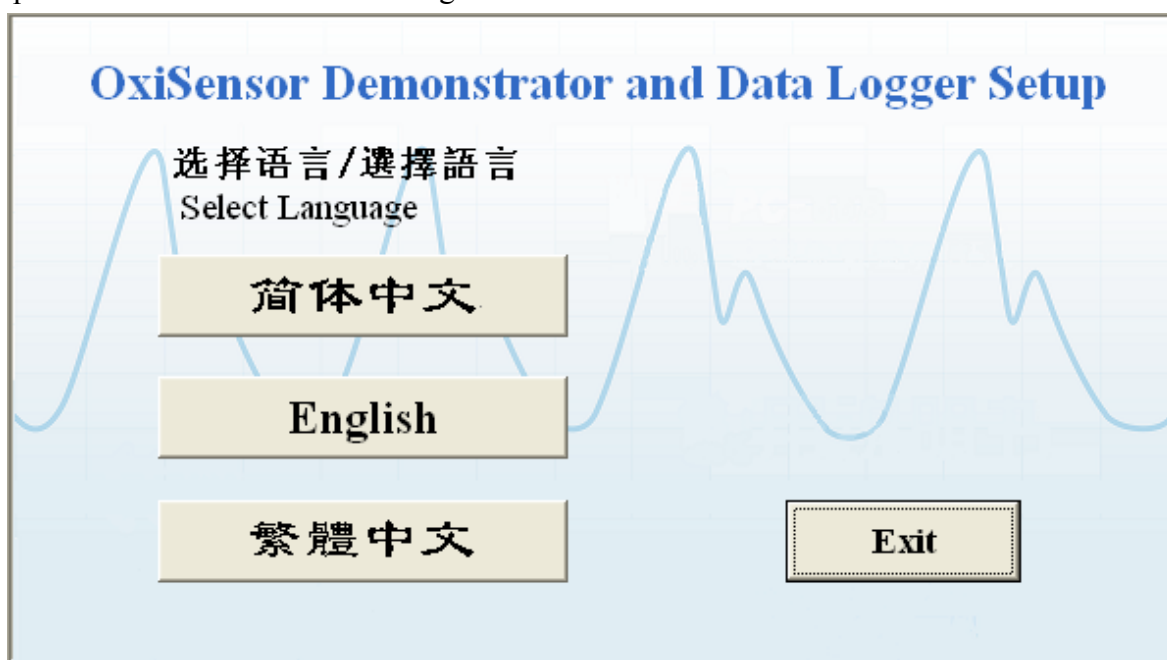 OxiSensor Demonstrator and Data Logger Setup
选择语言/選擇語言
Select Language
简体中文
English
繁體中文
Exit